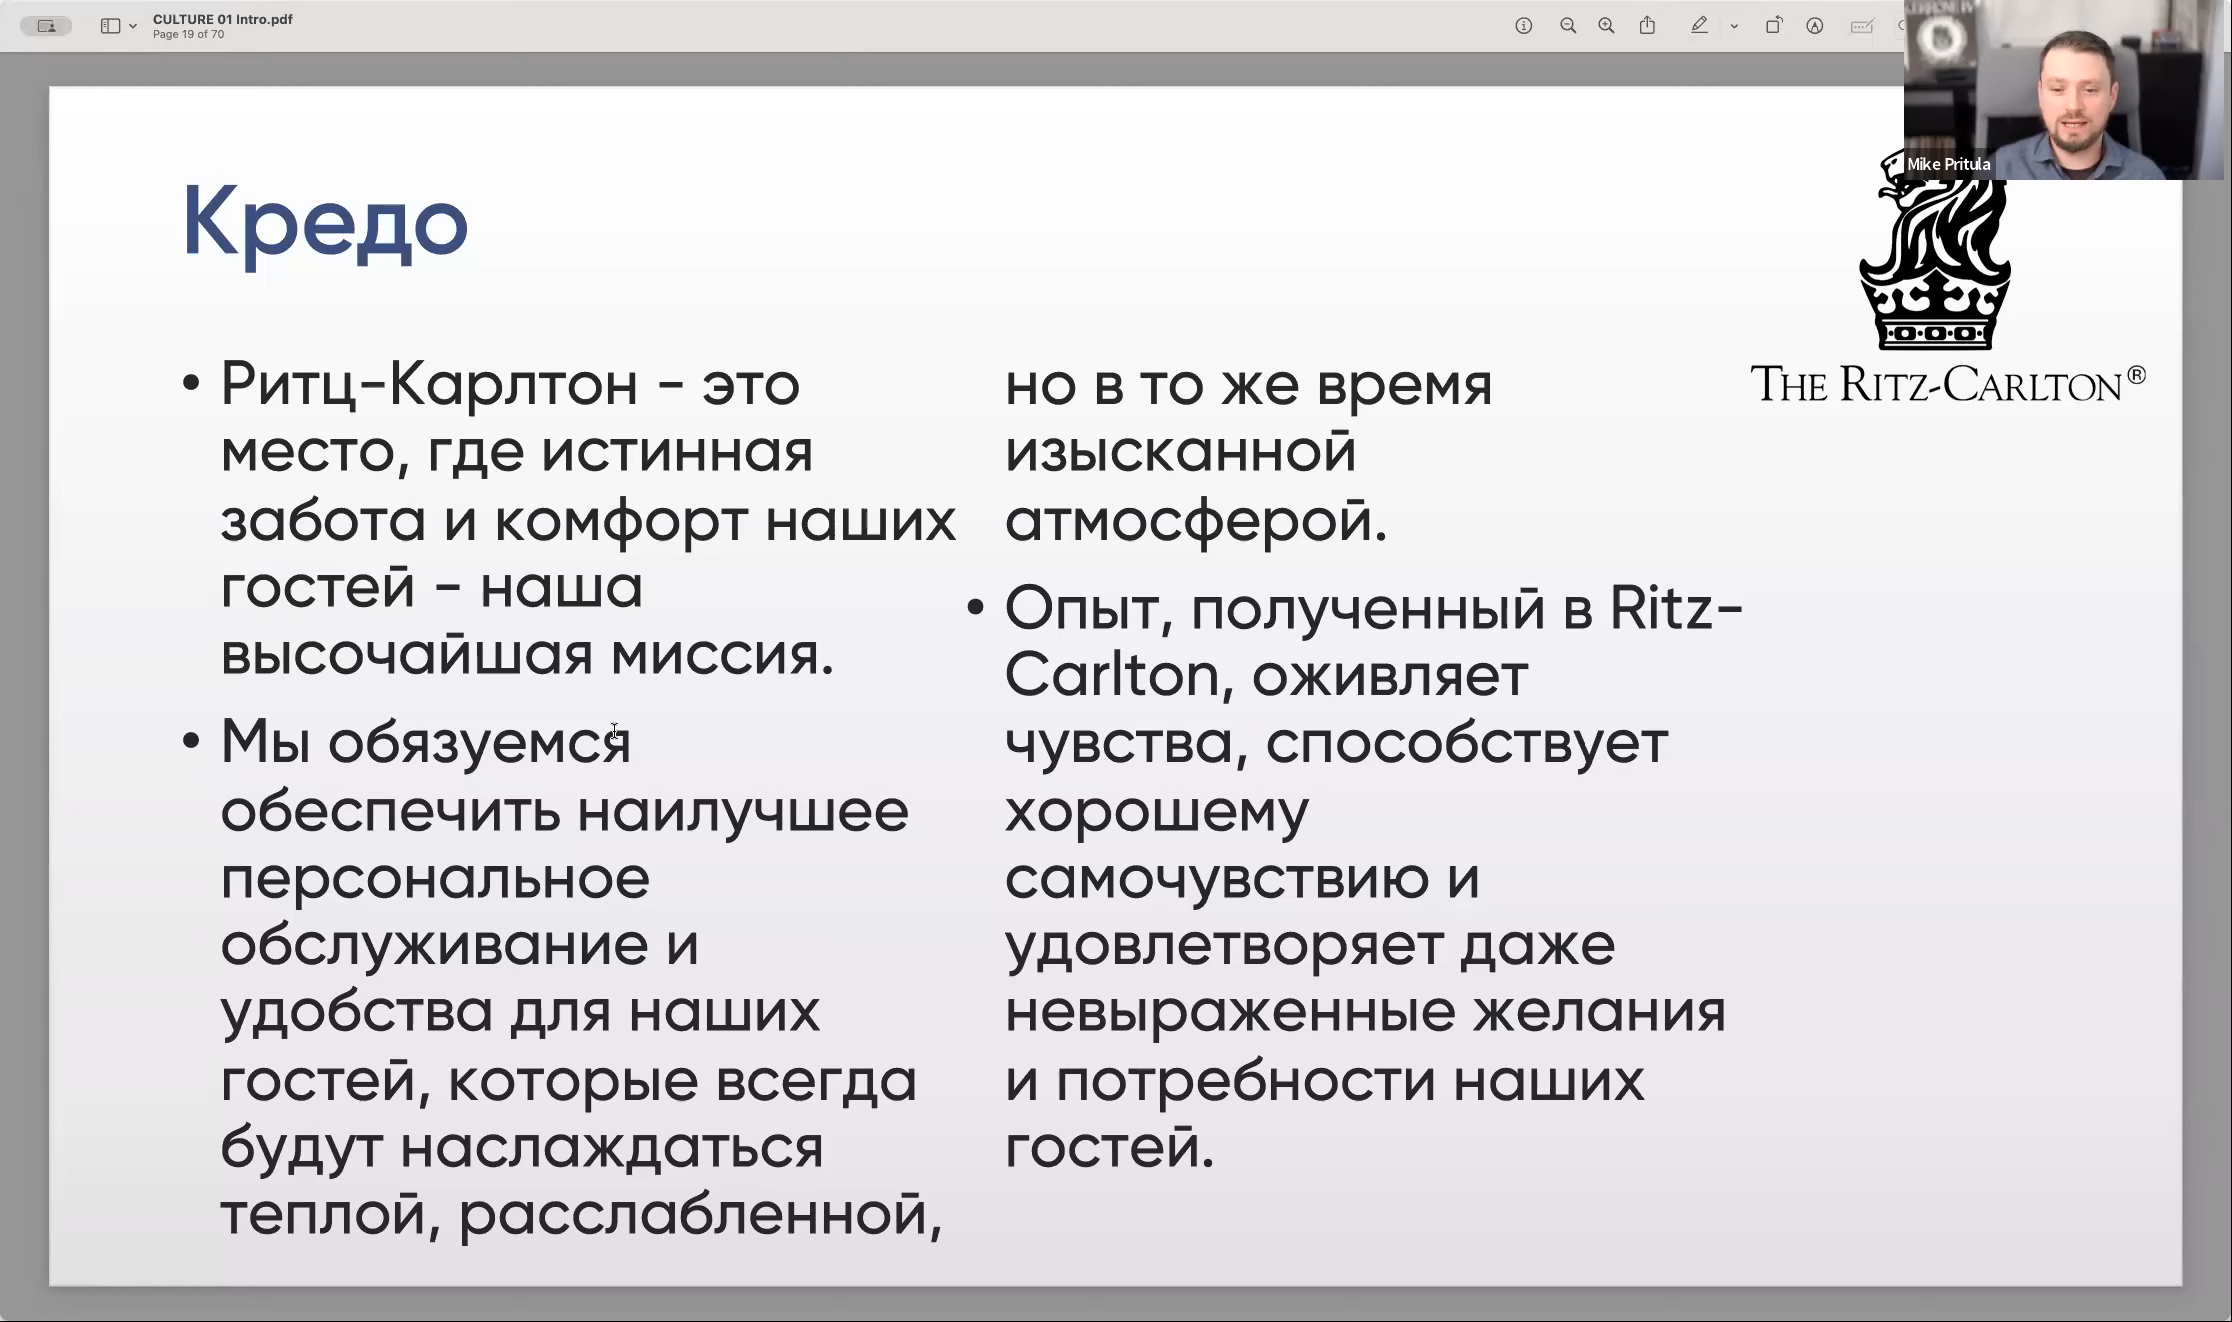 CULTURE 01 Intro.pdf
Page 19 of 70
Mike Pritula
Кредо
THE RITZ-CARLTON®
• Ритц-Карлтон - это
место, где истинная
забота и комфорт наших
гостей - наша
высочайшая миссия.
• Мы обязуемся
обеспечить наилучшее
персональное
обслуживание и
удобства для наших
гостей, которые всегда
будут наслаждаться
теплой, расслабленной,
но в то же время
изысканной
атмосферой.
• Опыт, полученный в Ritz-
Carlton, оживляет
чувства, способствует
хорошему
самочувствию и
удовлетворяет даже
невыраженные желания
и потребности наших
гостей.